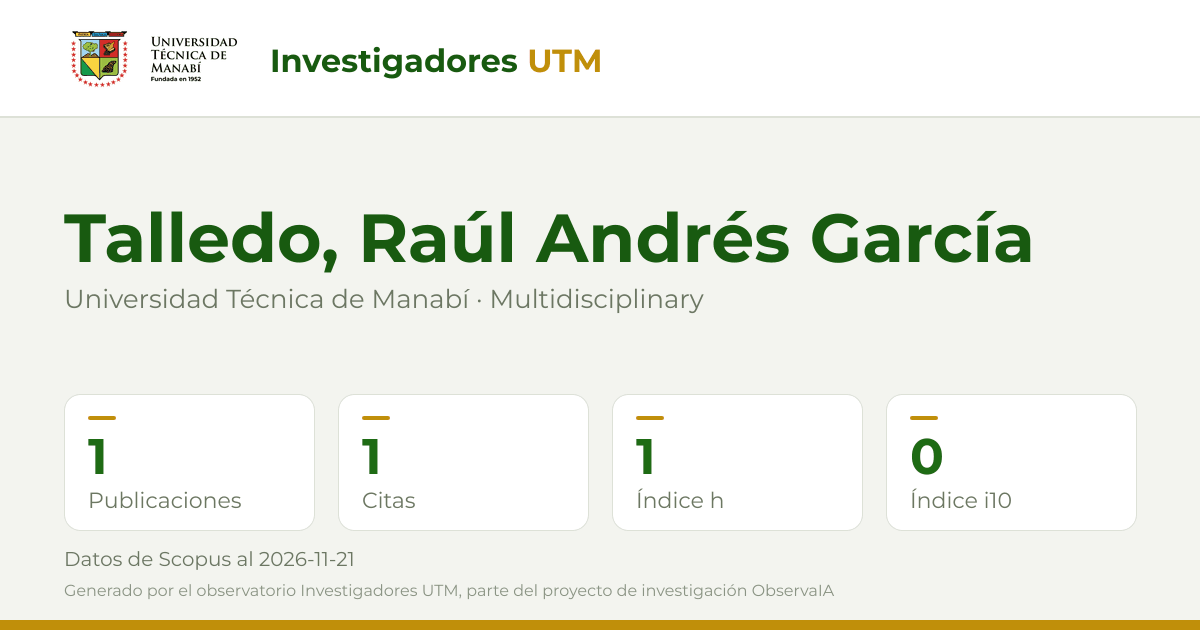 UNIVERSIDAD
TÉCNICA DE
MANABÍ
Fundada en 1952
Investigadores UTM
Talledo, Raúl Andrés García
Universidad Técnica de Manabí · Multidisciplinary
1
Publicaciones
1
Citas
1
Índice h
0
Índice i10
Datos de Scopus al 2026-11-21
Generado por el observatorio Investigadores UTM, parte del proyecto de investigación ObservaIA